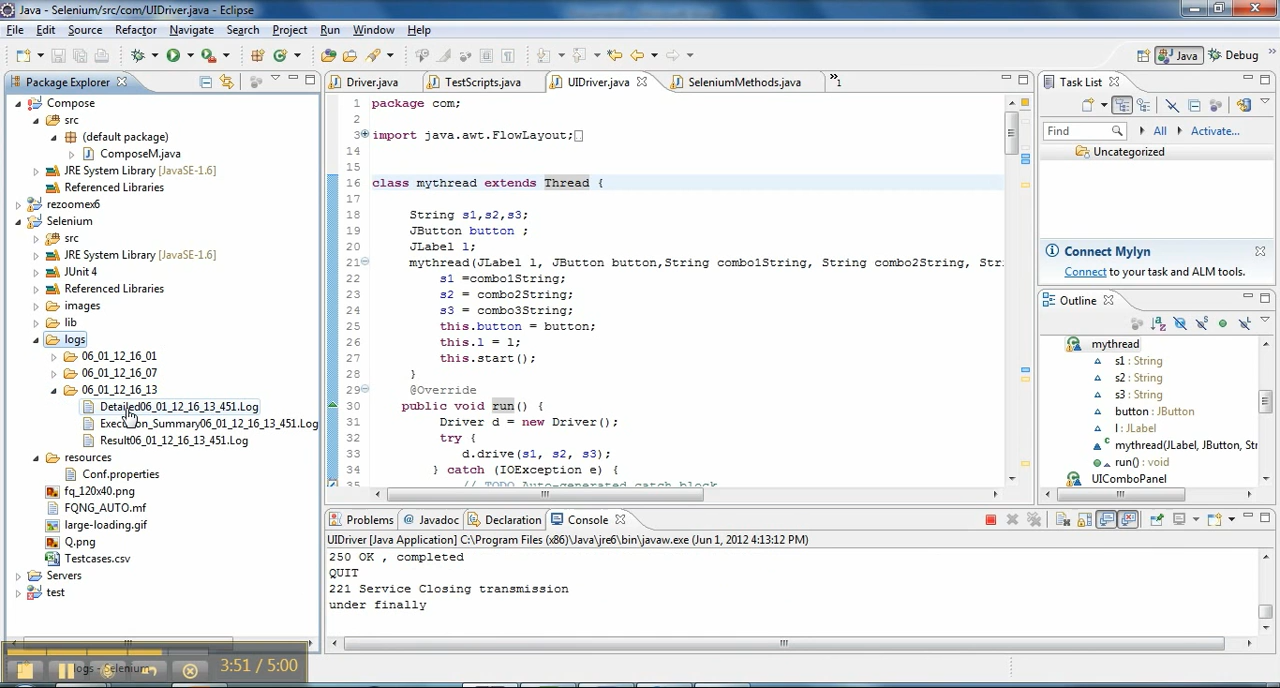 Java - Selenium/src/com/UIDriver.java - Eclipse
File Edit Source Refactor Navigate Search Project Run Window Help
Java Debug
Package Explorer
Compose
src
(default package)
ComposeM.java
JRE System Library [JavaSE-1.6]
Referenced Libraries
rezoomex6
Selenium
src
JRE System Library [JavaSE-1.6]
JUnit 4
Referenced Libraries
images
lib
logs
06_01_12_16_01
06_01_12_16_07
06_01_12_16_13
Detailed06_01_12_16_13_451.Log
Execution_Summary06_01_12_16_13_451.Log
Result06_01_12_16_13_451.Log
resources
Conf.properties
fq_120x40.png
FQNG_AUTO.mf
large-loading.gif
Q.png
Testcases.csv
Servers
test
logs - Selenium
3:51 / 5:00
Driver.java TestScripts.java UIDriver.java SeleniumMethods.java »1
1 package com;
2
3 import java.awt.FlowLayout;
14
15
16 class mythread extends Thread {
17
18 String s1,s2,s3;
19 JButton button ;
20 JLabel l;
21 mythread(JLabel l, JButton button,String combo1String, String combo2String, Str
22 s1 =combo1String;
23 s2 = combo2String;
24 s3 = combo3String;
25 this.button = button;
26 this.l = l;
27 this.start();
28 }
29 @Override
30 public void run() {
31 Driver d = new Driver();
32 try {
33 d.drive(s1, s2, s3);
34 } catch (IOException e) {
35 // TODO Auto-generated catch block
Problems Javadoc Declaration Console
UIDriver [Java Application] C:\Program Files (x86)\Java\jre6\bin\javaw.exe (Jun 1, 2012 4:13:12 PM)
250 OK , completed
QUIT
221 Service Closing transmission
under finally
Task List
Find All Activate...
Uncategorized
Connect Mylyn
Connect to your task and ALM tools.
Outline
mythread
s1 : String
s2 : String
s3 : String
button : JButton
l : JLabel
mythread(JLabel, JButton, Str
run() : void
UIComboPanel